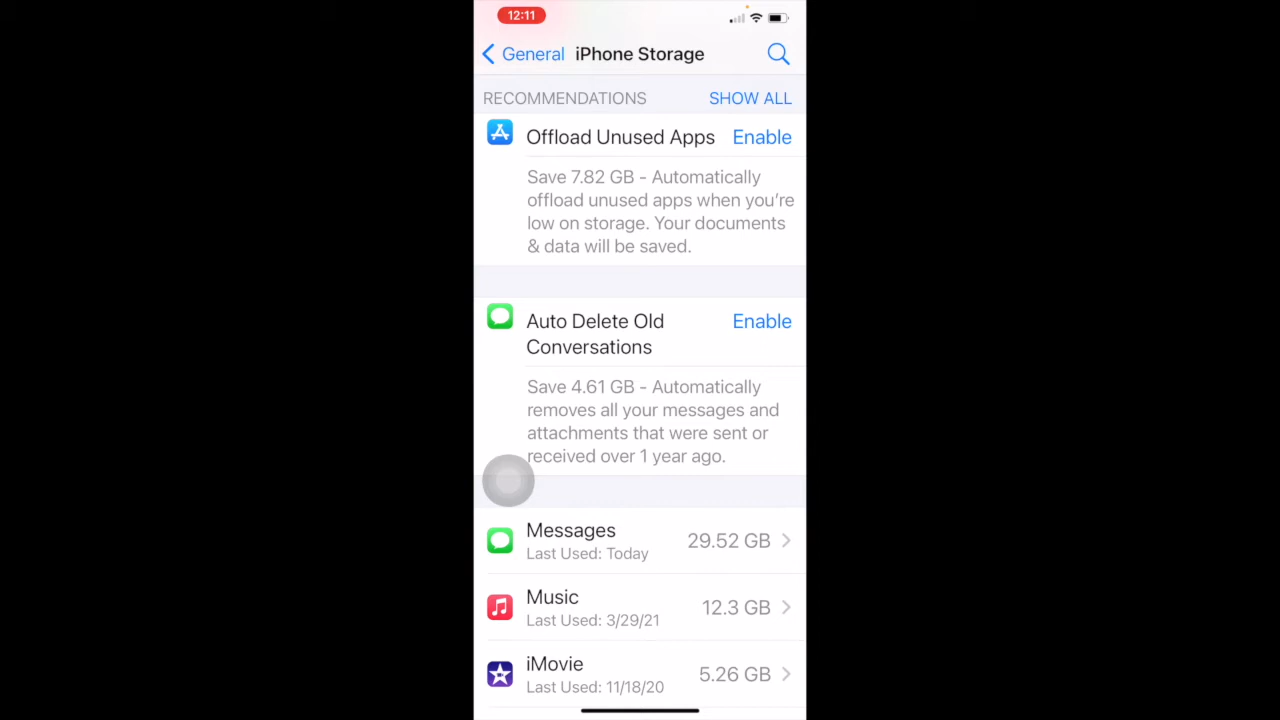 12:11
General iPhone Storage
RECOMMENDATIONS SHOW ALL
Offload Unused Apps Enable
Save 7.82 GB - Automatically
offload unused apps when you’re
low on storage. Your documents
& data will be saved.
Auto Delete Old Enable
Conversations
Save 4.61 GB - Automatically
removes all your messages and
attachments that were sent or
received over 1 year ago.
Messages 29.52 GB
Last Used: Today
Music 12.3 GB
Last Used: 3/29/21
iMovie 5.26 GB
Last Used: 11/18/20